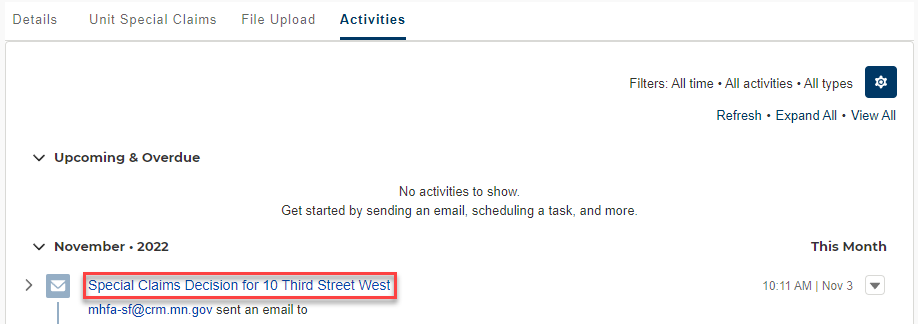 Details Unit Special Claims File Upload Activities
Filters: All time • All activities • All types
Refresh • Expand All • View All
Upcoming & Overdue
No activities to show.
Get started by sending an email, scheduling a task, and more.
November • 2022 This Month
Special Claims Decision for 10 Third Street West 10:11 AM | Nov 3
mhfa-sf@crm.mn.gov sent an email to